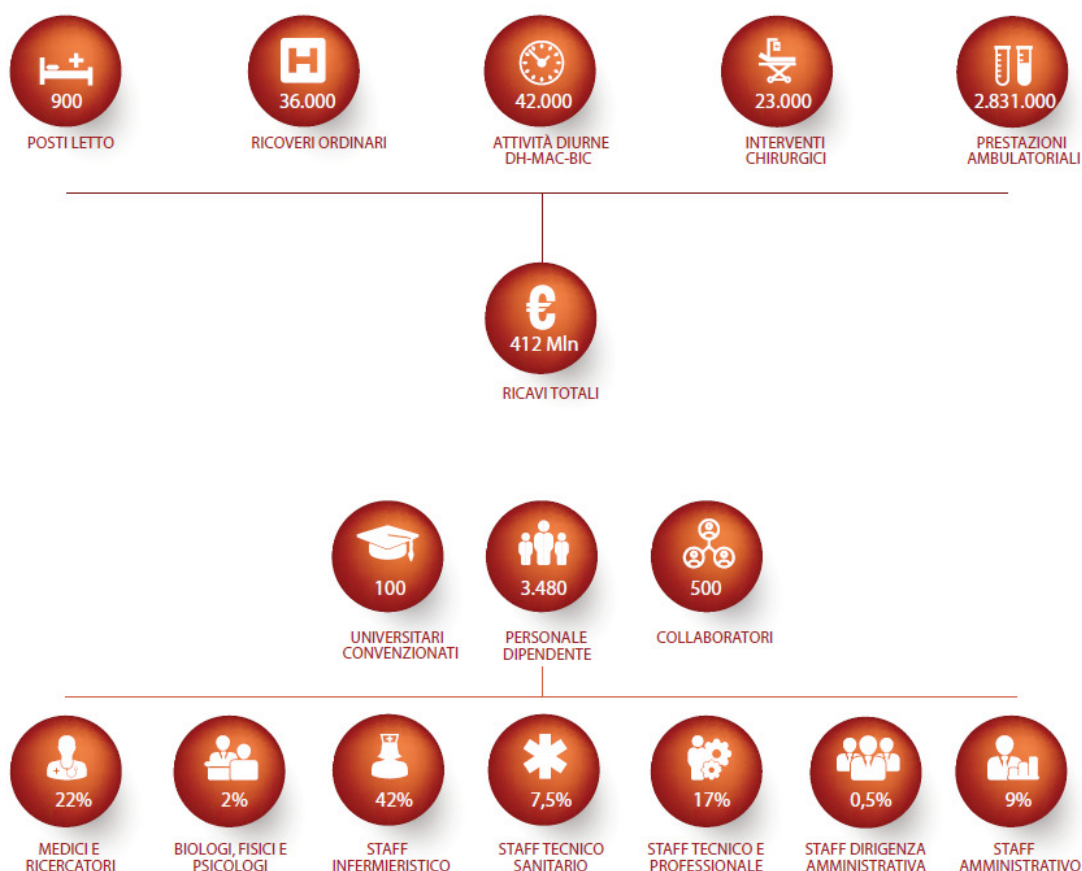 900
POSTI LETTO
36.000
RICOVERI ORDINARI
42.000
ATTIVITÀ DIURNE
DH-MAC-BIC
23.000
INTERVENTI
CHIRURGICI
2.831.000
PRESTAZIONI
AMBULATORIALI
€
412 Mln
RICAVI TOTALI
100
UNIVERSITARI
CONVENZIONATI
3.480
PERSONALE
DIPENDENTE
500
COLLABORATORI
22%
MEDICI E
RICERCATORI
2%
BIOLOGI, FISICI E
PSICOLOGI
42%
STAFF
INFERMIERISTICO
7,5%
STAFF TECNICO
SANITARIO
17%
STAFF TECNICO E
PROFESSIONALE
0,5%
STAFF DIRIGENZA
AMMINISTRATIVA
9%
STAFF
AMMINISTRATIVO